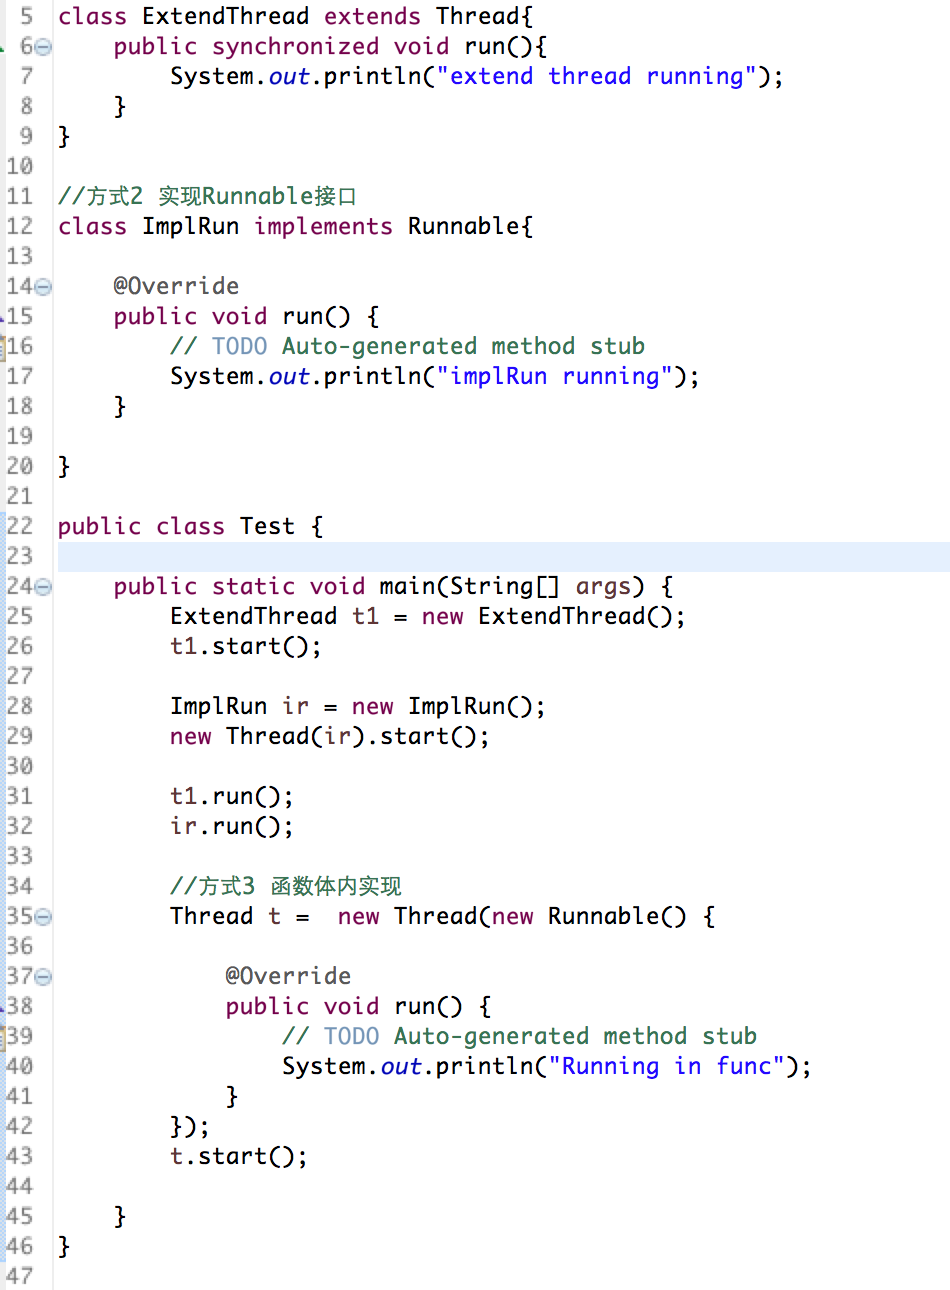 5 class ExtendThread extends Thread{
6 public synchronized void run(){
7 System.out.println("extend thread running");
8 }
9 }
10
11 //方式2 实现Runnable接口
12 class ImplRun implements Runnable{
13
14 @Override
15 public void run() {
16 // TODO Auto-generated method stub
17 System.out.println("implRun running");
18 }
19
20 }
21
22 public class Test {
23
24 public static void main(String[] args) {
25 ExtendThread t1 = new ExtendThread();
26 t1.start();
27
28 ImplRun ir = new ImplRun();
29 new Thread(ir).start();
30
31 t1.run();
32 ir.run();
33
34 //方式3 函数体内实现
35 Thread t =  new Thread(new Runnable() {
36
37 @Override
38 public void run() {
39 // TODO Auto-generated method stub
40 System.out.println("Running in func");
41 }
42 });
43 t.start();
44
45 }
46 }
47